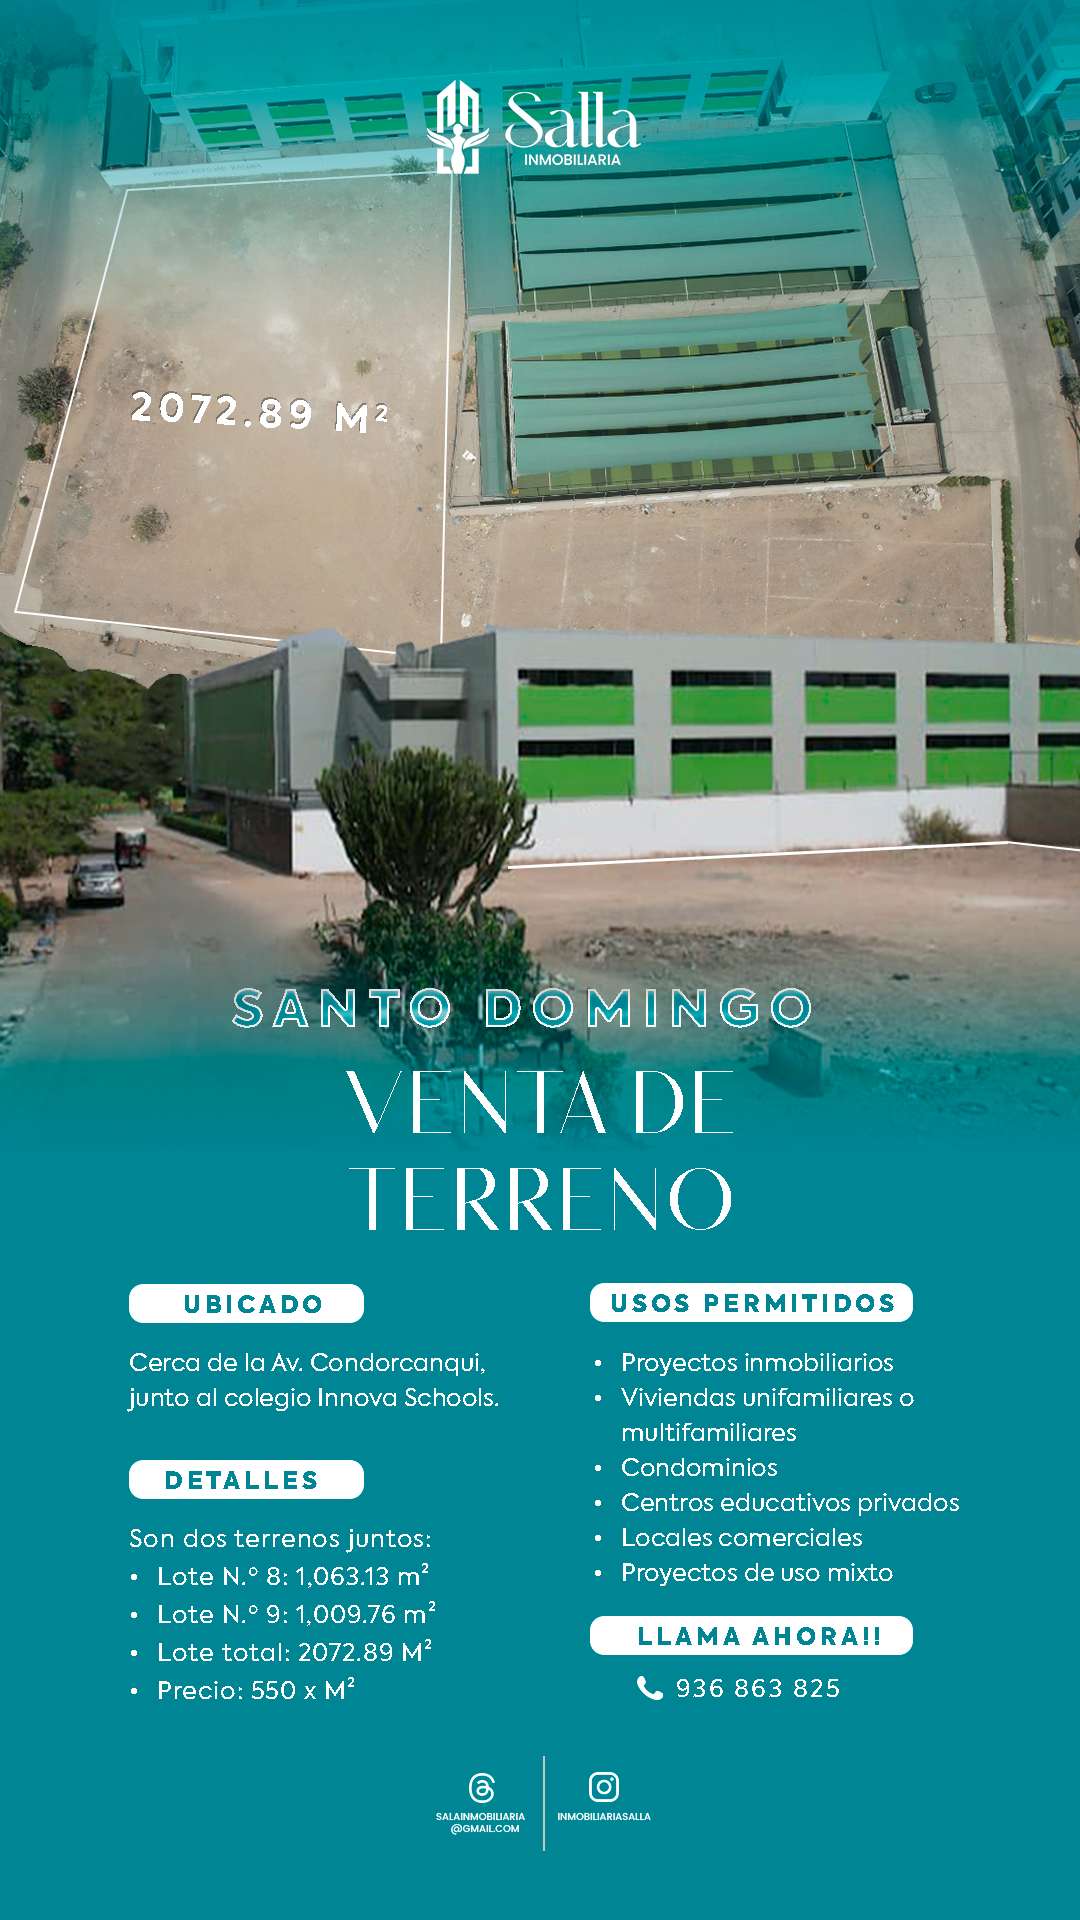 Salla
INMOBILIARIA
2072.89 M²
SANTO DOMINGO
VENTA DE
TERRENO
UBICADO
Cerca de la Av. Condorcanqui,
junto al colegio Innova Schools.
DETALLES
Son dos terrenos juntos:
• Lote N.º 8: 1,063.13 m²
• Lote N.º 9: 1,009.76 m²
• Lote total: 2072.89 M²
• Precio: 550 x M²
USOS PERMITIDOS
• Proyectos inmobiliarios
• Viviendas unifamiliares o
multifamiliares
• Condominios
• Centros educativos privados
• Locales comerciales
• Proyectos de uso mixto
LLAMA AHORA!!
936 863 825
SALAINMOBILIARIA
@GMAIL.COM
INMOBILIARIASALLA